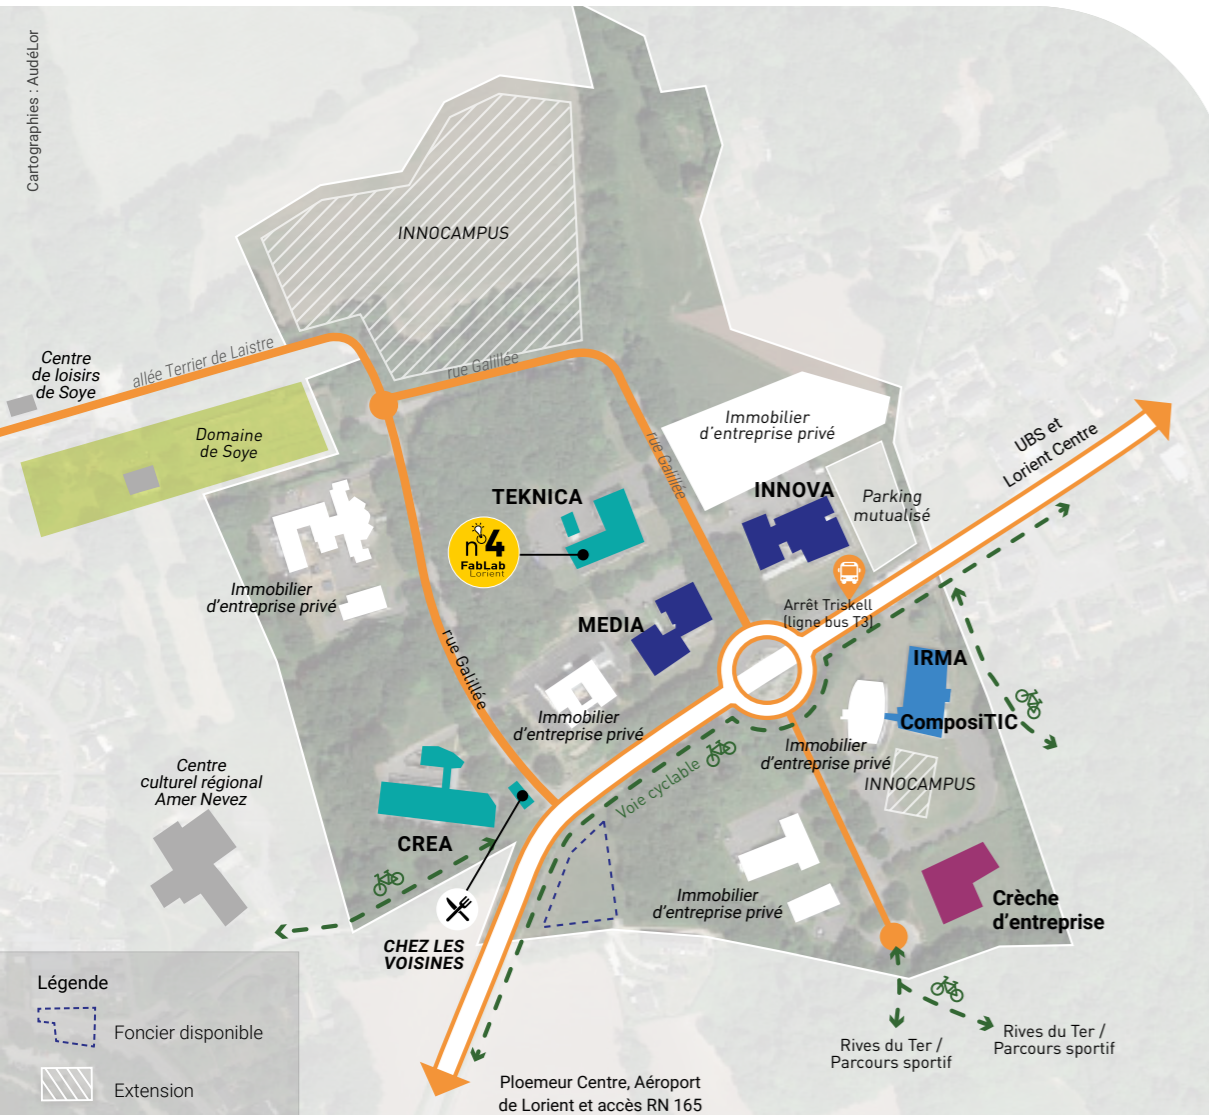 Cartographies : AudéLor
INNOCAMPUS
Centre
de loisirs
de Soye
allée Terrier de Laistre
rue Galillée
Domaine
de Soye
Immobilier
d'entreprise privé
rue Galillée
UBS et
Lorient Centre
TEKNICA
INNOVA
Parking
mutualisé
n°4
FabLab
Lorient
Immobilier
d'entreprise privé
Arrêt Triskell
(ligne bus T3)
MEDIA
rue Galillée
IRMA
ComposiTIC
Immobilier
d'entreprise privé
Immobilier
d'entreprise privé
INNOCAMPUS
Centre
culturel régional
Amer Nevez
Voie cyclable
CREA
Immobilier
d'entreprise privé
Crèche
d'entreprise
CHEZ LES
VOISINES
Légende
Foncier disponible
Extension
Rives du Ter /
Parcours sportif
Rives du Ter /
Parcours sportif
Ploemeur Centre, Aéroport
de Lorient et accès RN 165